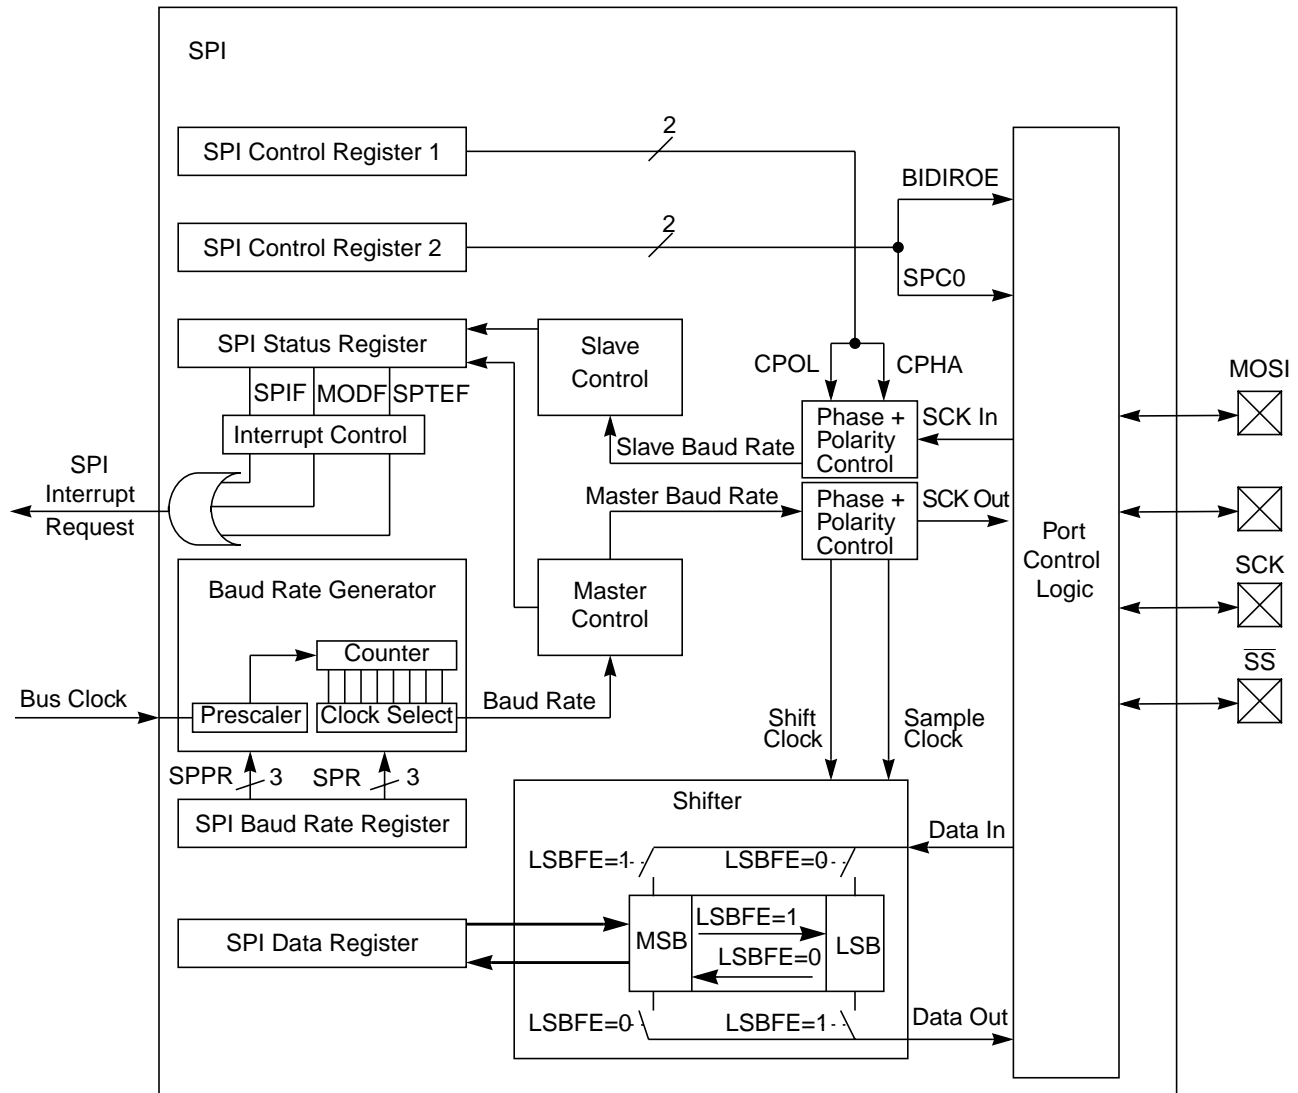 SPI
SPI Control Register 1
2
BIDIROE
SPI Control Register 2
2
SPC0
SPI Status Register
Slave
Control
CPOL
CPHA
MOSI
SPIF
MODF
SPTEF
Phase +
Polarity
Control
SCK In
Interrupt Control
Slave Baud Rate
SPI
Interrupt
Request
Master Baud Rate
Phase +
Polarity
Control
SCK Out
Port
Control
Logic
SCK
Baud Rate Generator
Master
Control
SS
Counter
Bus Clock
Prescaler
Clock Select
Baud Rate
Shift
Clock
Sample
Clock
SPPR
3
SPR
3
Shifter
SPI Baud Rate Register
Data In
LSBFE=1
LSBFE=0
SPI Data Register
MSB
LSBFE=1
LSBFE=0
LSB
LSBFE=0
LSBFE=1
Data Out